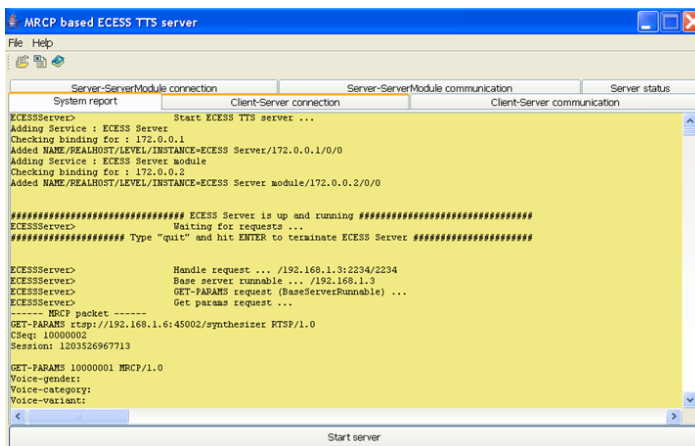 MRCP based ECESS TTS server
File Help
Server-ServerModule connection Server-ServerModule communication Server status
System report Client-Server connection Client-Server communication
ECESSServer> Start ECESS TTS server ...
Adding Service : ECESS Server
Checking binding for : 172.0.0.1
Added NAME/REALHOST/LEVEL/INSTANCE=ECESS Server/172.0.0.1/0/0
Adding Service : ECESS Server module
Checking binding for : 172.0.0.2
Added NAME/REALHOST/LEVEL/INSTANCE=ECESS Server module/172.0.0.2/0/0
################################ ECESS Server is up and running ################################
ECESSServer> Waiting for requests ...
##################### Type "quit" and hit ENTER to terminate ECESS Server ######################
ECESSServer> Handle request ... /192.168.1.3:2234/2234
ECESSServer> Base server runnable ... /192.168.1.3
ECESSServer> GET-PARAMS request (BaseServerRunnable) ...
ECESSServer> Get params request ...
------ MRCP packet ------
GET-PARAMS rtsp://192.168.1.6:45002/synthesizer RTSP/1.0
CSeq: 10000002
Session: 1203526967713
GET-PARAMS 10000001 MRCP/1.0
Voice-gender:
Voice-category:
Voice-variant:
Start server